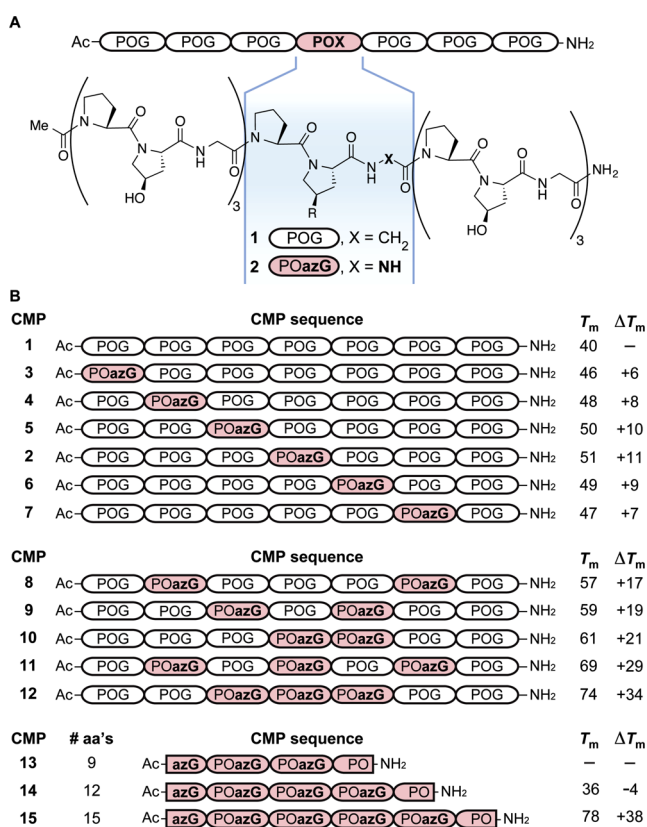 A
Ac- POG POG POG POX POG POG POG -NH2
Me O N O N O N H O N O N O N H X O N O N O N H O NH2
HO 3 R HO 3
1 POG , X = CH2
2 POazG , X = NH
B
CMP CMP sequence Tm ΔTm
1 Ac- POG POG POG POG POG POG POG -NH2 40 –
3 Ac- POazG POG POG POG POG POG POG -NH2 46 +6
4 Ac- POG POazG POG POG POG POG POG -NH2 48 +8
5 Ac- POG POG POazG POG POG POG POG -NH2 50 +10
2 Ac- POG POG POG POazG POG POG POG -NH2 51 +11
6 Ac- POG POG POG POG POazG POG POG -NH2 49 +9
7 Ac- POG POG POG POG POG POazG POG -NH2 47 +7
CMP CMP sequence Tm ΔTm
8 Ac- POG POazG POG POG POG POazG POG -NH2 57 +17
9 Ac- POG POG POazG POG POazG POG POG -NH2 59 +19
10 Ac- POG POG POG POazG POazG POG POG -NH2 61 +21
11 Ac- POG POazG POG POazG POG POazG POG -NH2 69 +29
12 Ac- POG POG POazG POazG POazG POG POG -NH2 74 +34
CMP # aa's CMP sequence Tm ΔTm
13 9 Ac- azG POazG POazG PO -NH2 – –
14 12 Ac- azG POazG POazG POazG PO -NH2 36 -4
15 15 Ac- azG POazG POazG POazG POazG PO -NH2 78 +38